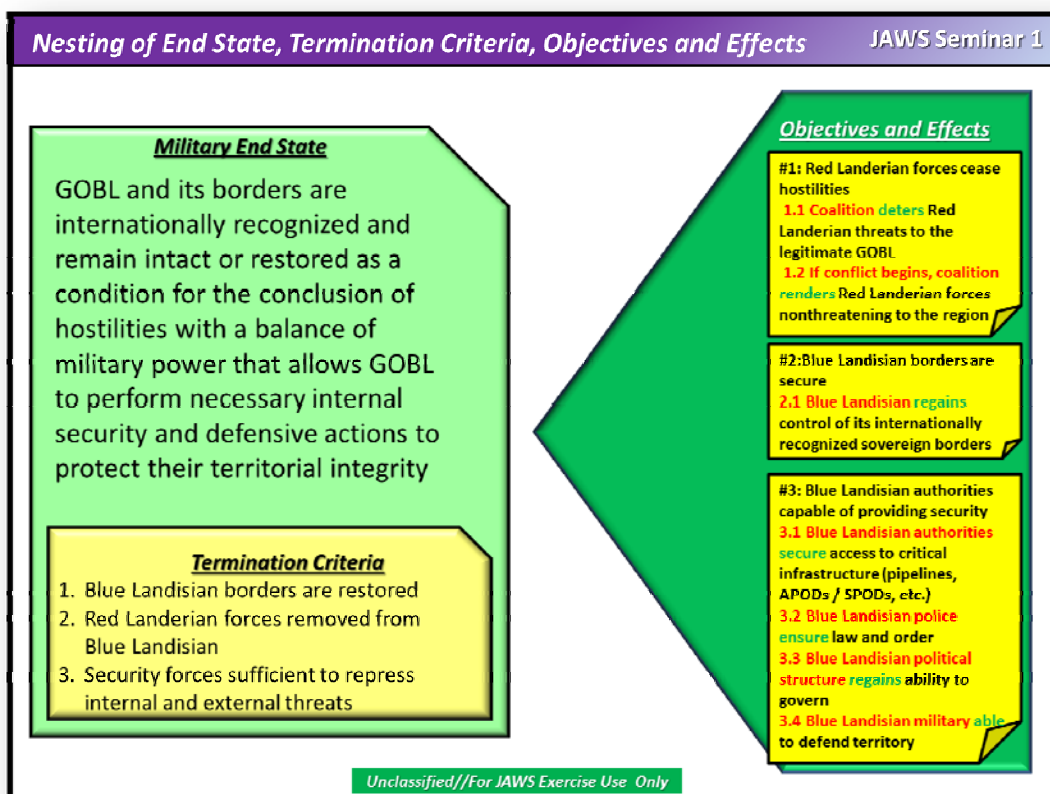 Nesting of End State, Termination Criteria, Objectives and Effects
JAWS Seminar 1
Military End State
GOBL and its borders are
internationally recognized and
remain intact or restored as a
condition for the conclusion of
hostilities with a balance of
military power that allows GOBL
to perform necessary internal
security and defensive actions to
protect their territorial integrity
Termination Criteria
1. Blue Landisian borders are restored
2. Red Landerian forces removed from
Blue Landisian
3. Security forces sufficient to repress
internal and external threats
Objectives and Effects
#1: Red Landerian forces cease
hostilities
1.1 Coalition deters Red
Landerian threats to the
legitimate GOBL
1.2 If conflict begins, coalition
renders Red Landerian forces
nonthreatening to the region
#2:Blue Landisian borders are
secure
2.1 Blue Landisian regains
control of its internationally
recognized sovereign borders
#3: Blue Landisian authorities
capable of providing security
3.1 Blue Landisian authorities
secure access to critical
infrastructure (pipelines,
APODs / SPODs, etc.)
3.2 Blue Landisian police
ensure law and order
3.3 Blue Landisian political
structure regains ability to
govern
3.4 Blue Landisian military able
to defend territory
Unclassified//For JAWS Exercise Use Only